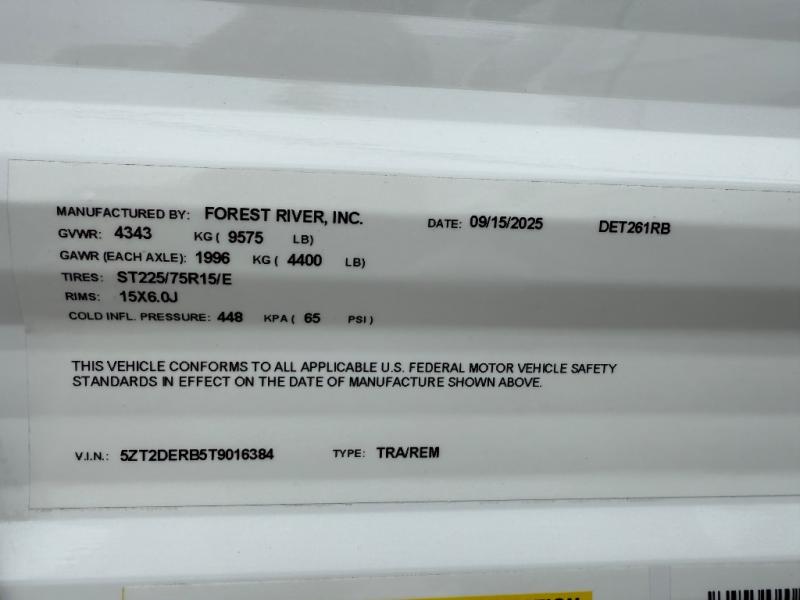 MANUFACTURED BY: FOREST RIVER, INC. DATE: 09/15/2025 DET261RB
GVWR: 4343 KG ( 9575 LB)
GAWR (EACH AXLE): 1996 KG ( 4400 LB)
TIRES: ST225/75R15/E
RIMS: 15X6.0J
COLD INFL. PRESSURE: 448 KPA ( 65 PSI )
THIS VEHICLE CONFORMS TO ALL APPLICABLE U.S. FEDERAL MOTOR VEHICLE SAFETY
STANDARDS IN EFFECT ON THE DATE OF MANUFACTURE SHOWN ABOVE.
V.I.N.: 5ZT2DERB5T9016384 TYPE: TRA/REM